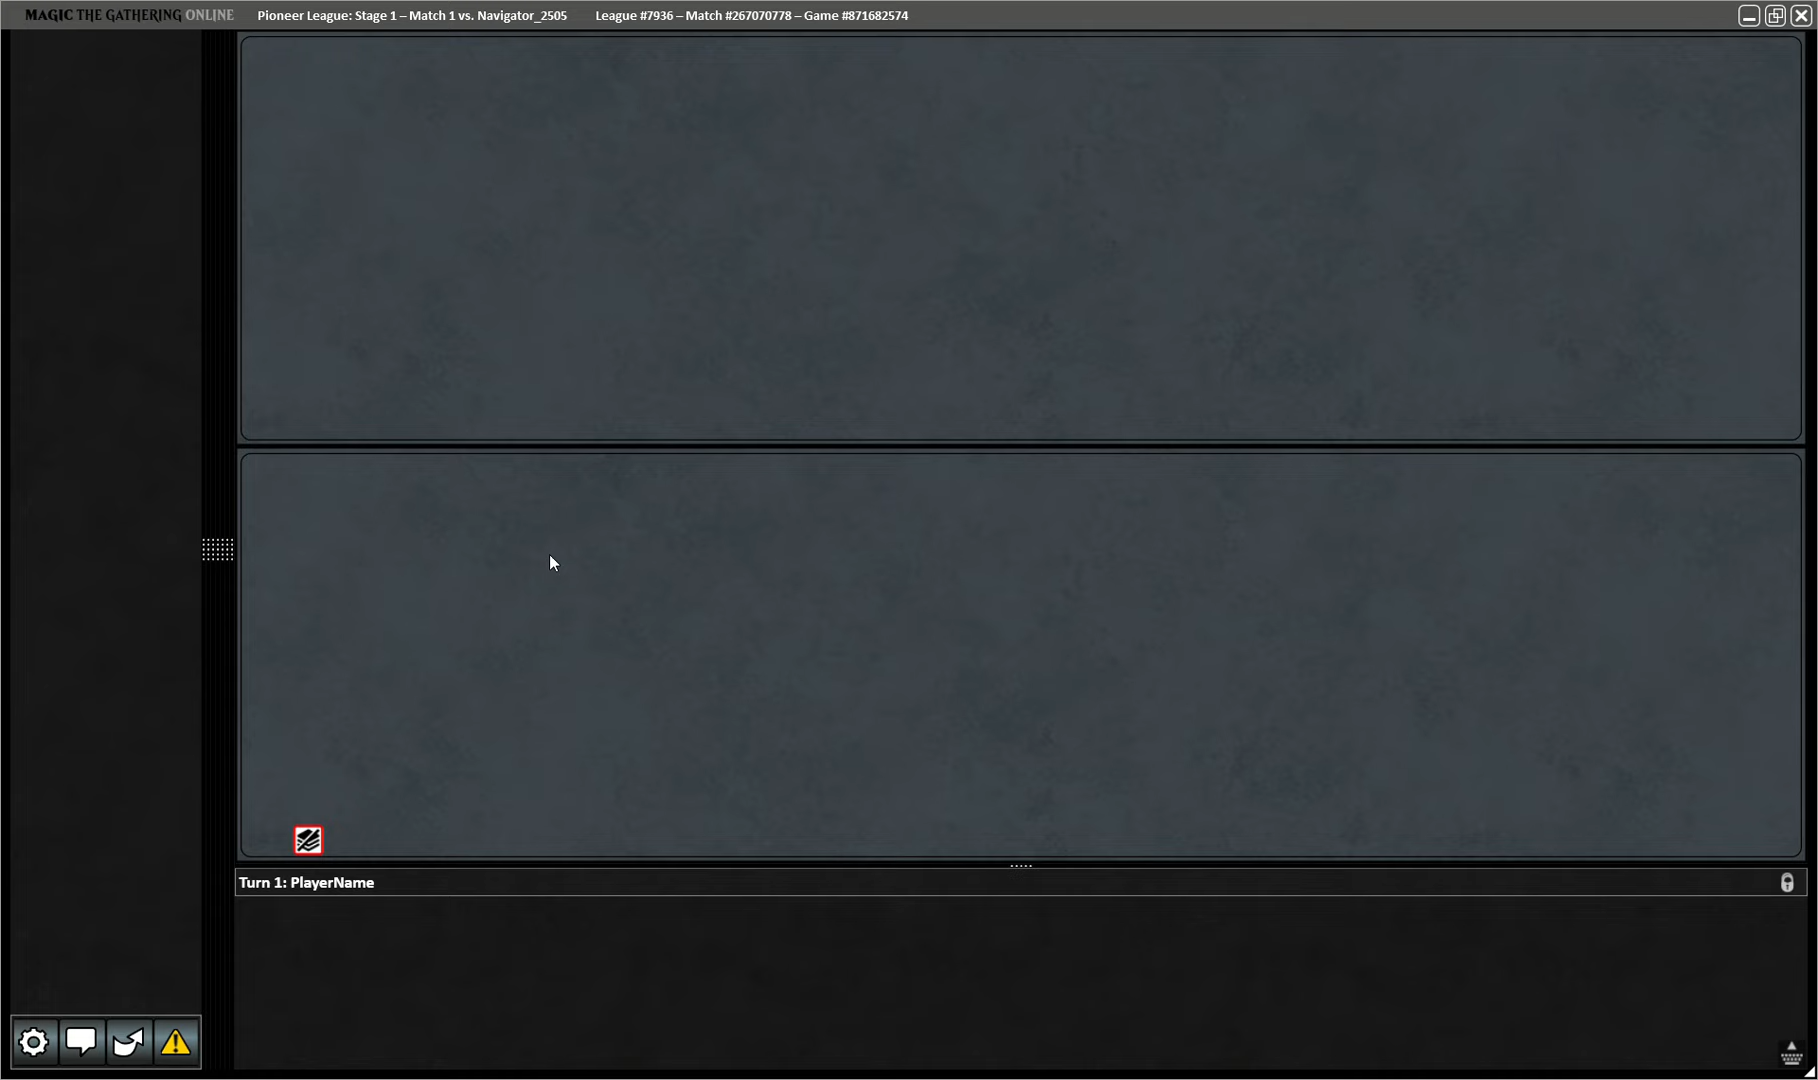 MAGIC THE GATHERING ONLINE
Pioneer League: Stage 1 – Match 1 vs. Navigator_2505 League #7936 – Match #267070778 – Game #871682574
Turn 1: PlayerName